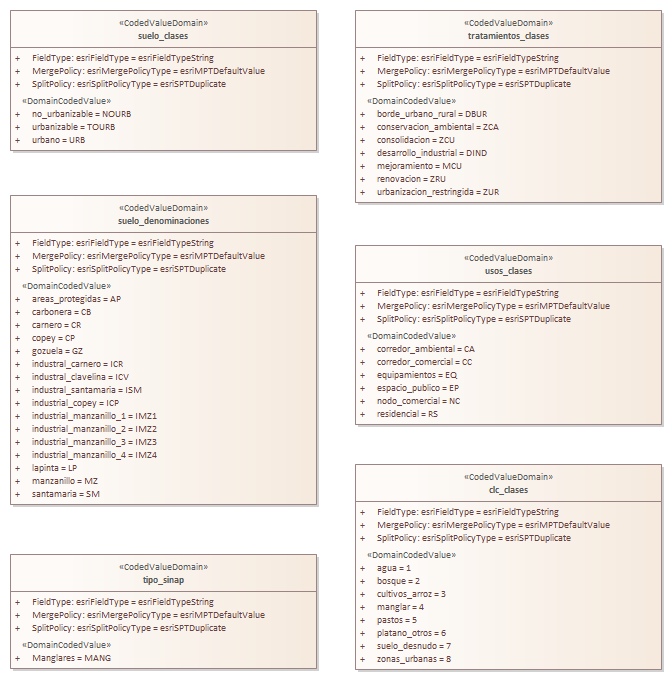 «CodedValueDomain»
suelo_clases
+ FieldType: esriFieldType = esriFieldTypeString
+ MergePolicy: esriMergePolicyType = esriMPTDefaultValue
+ SplitPolicy: esriSplitPolicyType = esriSPTDuplicate
«DomainCodedValue»
+ no_urbanizable = NOURB
+ urbanizable = TOURB
+ urbano = URB
«CodedValueDomain»
suelo_denominaciones
+ FieldType: esriFieldType = esriFieldTypeString
+ MergePolicy: esriMergePolicyType = esriMPTDefaultValue
+ SplitPolicy: esriSplitPolicyType = esriSPTDuplicate
«DomainCodedValue»
+ areas_protegidas = AP
+ carbonera = CB
+ carnero = CR
+ copey = CP
+ gozuela = GZ
+ industral_carnero = ICR
+ industral_clavelina = ICV
+ industral_santamaria = ISM
+ industrial_copey = ICP
+ industrial_manzanillo_1 = IMZ1
+ industrial_manzanillo_2 = IMZ2
+ industrial_manzanillo_3 = IMZ3
+ industrial_manzanillo_4 = IMZ4
+ lapinta = LP
+ manzanillo = MZ
+ santamaria = SM
«CodedValueDomain»
tipo_sinap
+ FieldType: esriFieldType = esriFieldTypeString
+ MergePolicy: esriMergePolicyType = esriMPTDefaultValue
+ SplitPolicy: esriSplitPolicyType = esriSPTDuplicate
«DomainCodedValue»
+ Manglares = MANG
«CodedValueDomain»
tratamientos_clases
+ FieldType: esriFieldType = esriFieldTypeString
+ MergePolicy: esriMergePolicyType = esriMPTDefaultValue
+ SplitPolicy: esriSplitPolicyType = esriSPTDuplicate
«DomainCodedValue»
+ borde_urbano_rural = DBUR
+ conservacion_ambiental = ZCA
+ consolidacion = ZCU
+ desarrollo_industrial = DIND
+ mejoramiento = MCU
+ renovacion = ZRU
+ urbanizacion_restringida = ZUR
«CodedValueDomain»
usos_clases
+ FieldType: esriFieldType = esriFieldTypeString
+ MergePolicy: esriMergePolicyType = esriMPTDefaultValue
+ SplitPolicy: esriSplitPolicyType = esriSPTDuplicate
«DomainCodedValue»
+ corredor_ambiental = CA
+ corredor_comercial = CC
+ equipamientos = EQ
+ espacio_publico = EP
+ nodo_comercial = NC
+ residencial = RS
«CodedValueDomain»
clc_clases
+ FieldType: esriFieldType = esriFieldTypeString
+ MergePolicy: esriMergePolicyType = esriMPTDefaultValue
+ SplitPolicy: esriSplitPolicyType = esriSPTDuplicate
«DomainCodedValue»
+ agua = 1
+ bosque = 2
+ cultivos_arroz = 3
+ manglar = 4
+ pastos = 5
+ platano_otros = 6
+ suelo_desnudo = 7
+ zonas_urbanas = 8